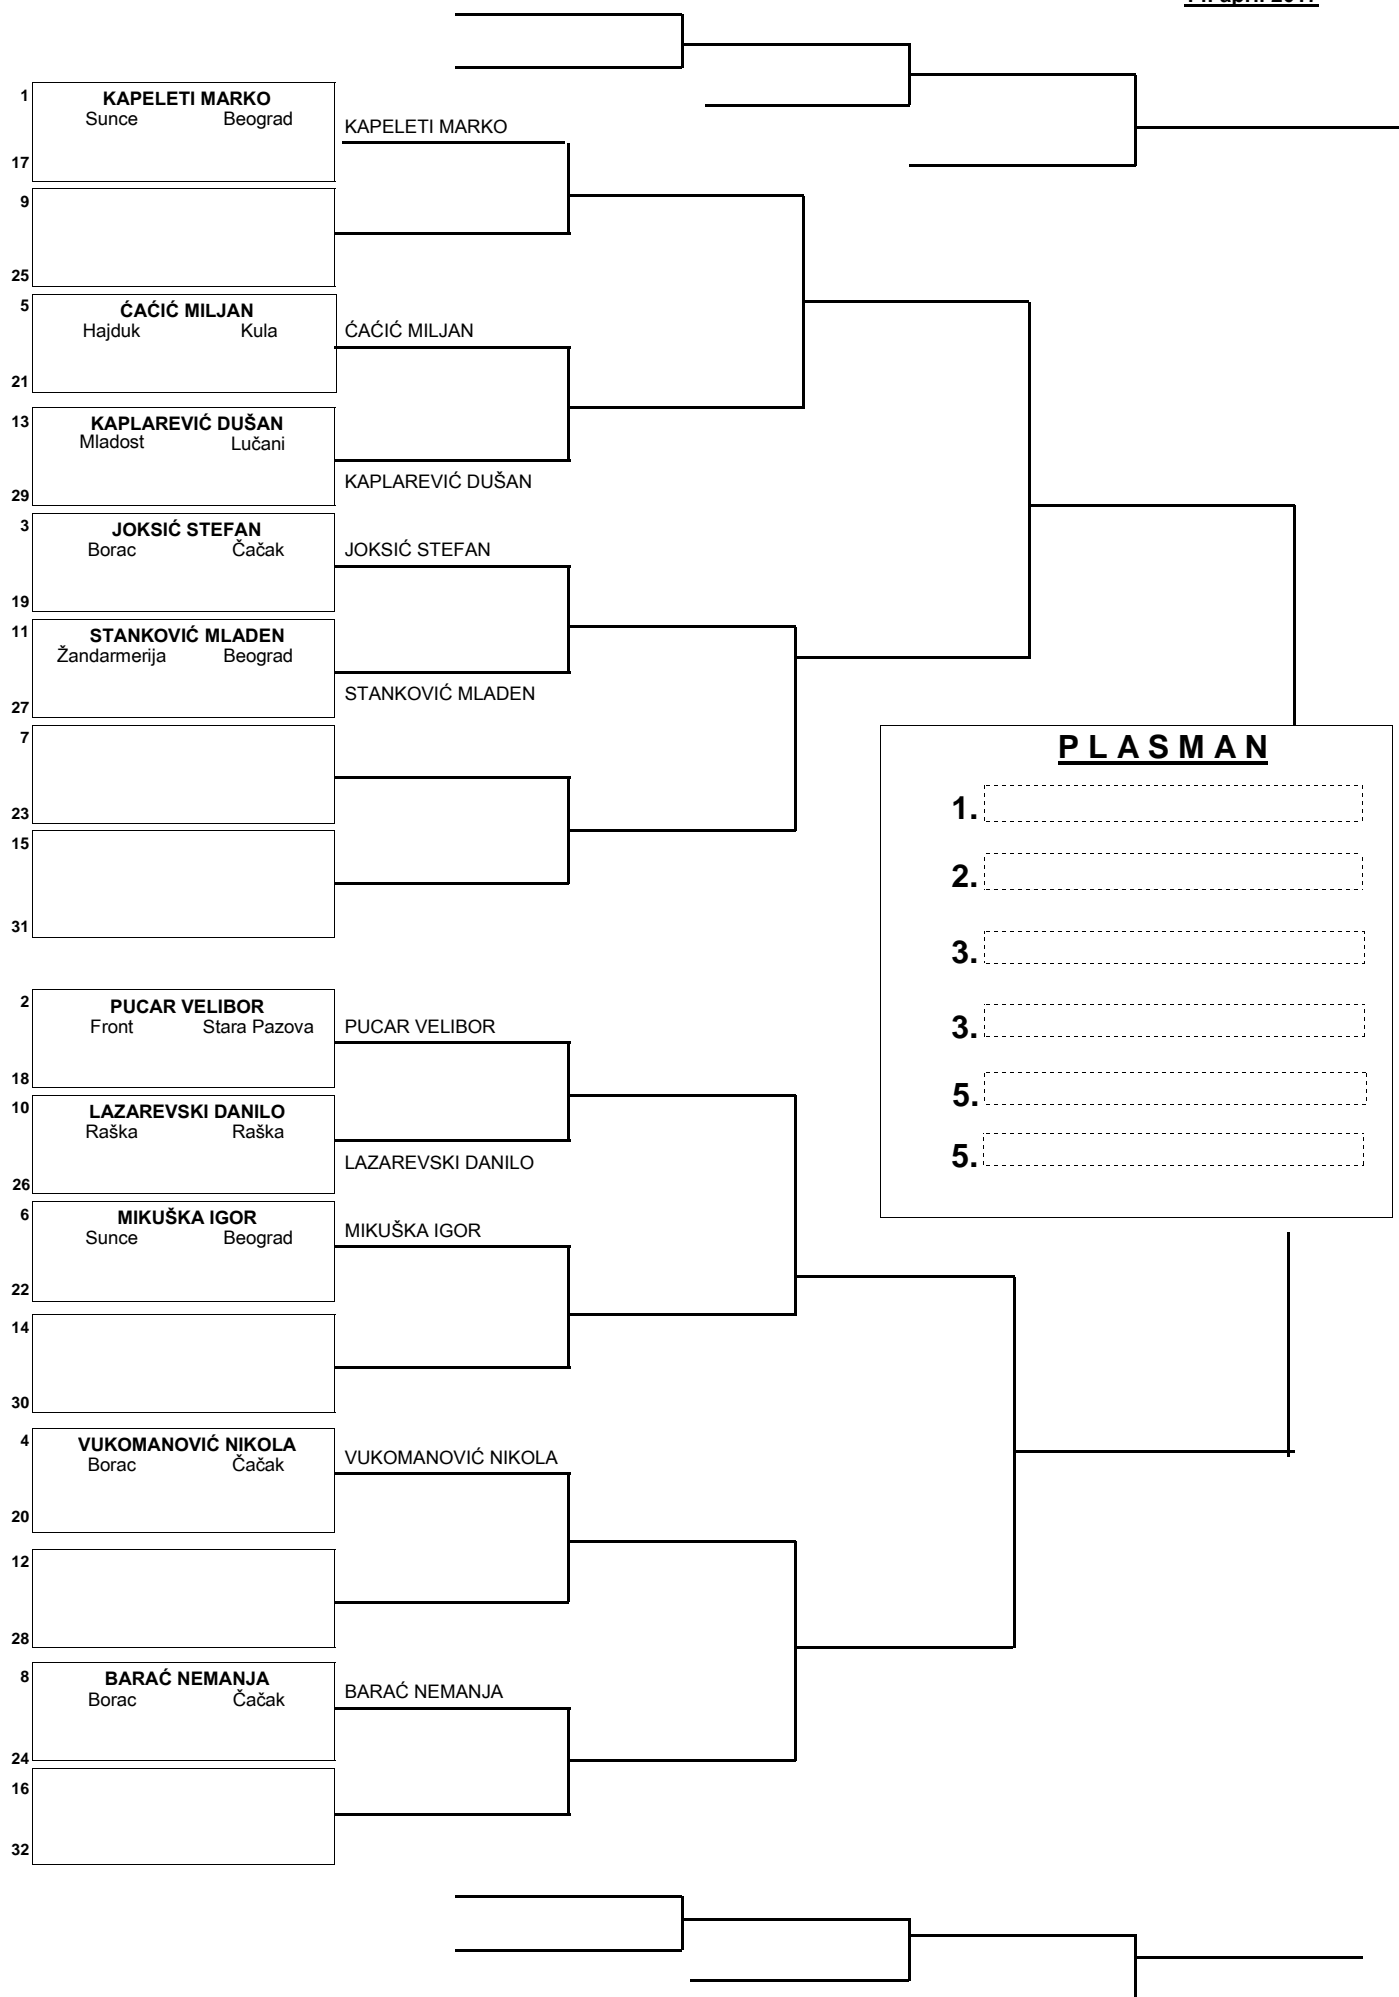 1
KAPELETI MARKO
Sunce Beograd
KAPELETI MARKO
17
9
25
5
ĆAĆIĆ MILJAN
Hajduk Kula
ĆAĆIĆ MILJAN
21
13
KAPLAREVIĆ DUŠAN
Mladost Lučani
29
KAPLAREVIĆ DUŠAN
3
JOKSIĆ STEFAN
Borac Čačak
JOKSIĆ STEFAN
19
11
STANKOVIĆ MLADEN
Žandarmerija Beograd
STANKOVIĆ MLADEN
27
7
23
15
31
PLASMAN
1.
2.
3.
3.
5.
5.
2
PUCAR VELIBOR
Front Stara Pazova
PUCAR VELIBOR
18
10
LAZAREVSKI DANILO
Raška Raška
LAZAREVSKI DANILO
26
6
MIKUŠKA IGOR
Sunce Beograd
MIKUŠKA IGOR
22
14
30
4
VUKOMANOVIĆ NIKOLA
Borac Čačak
VUKOMANOVIĆ NIKOLA
20
12
28
8
BARAĆ NEMANJA
Borac Čačak
BARAĆ NEMANJA
24
16
32